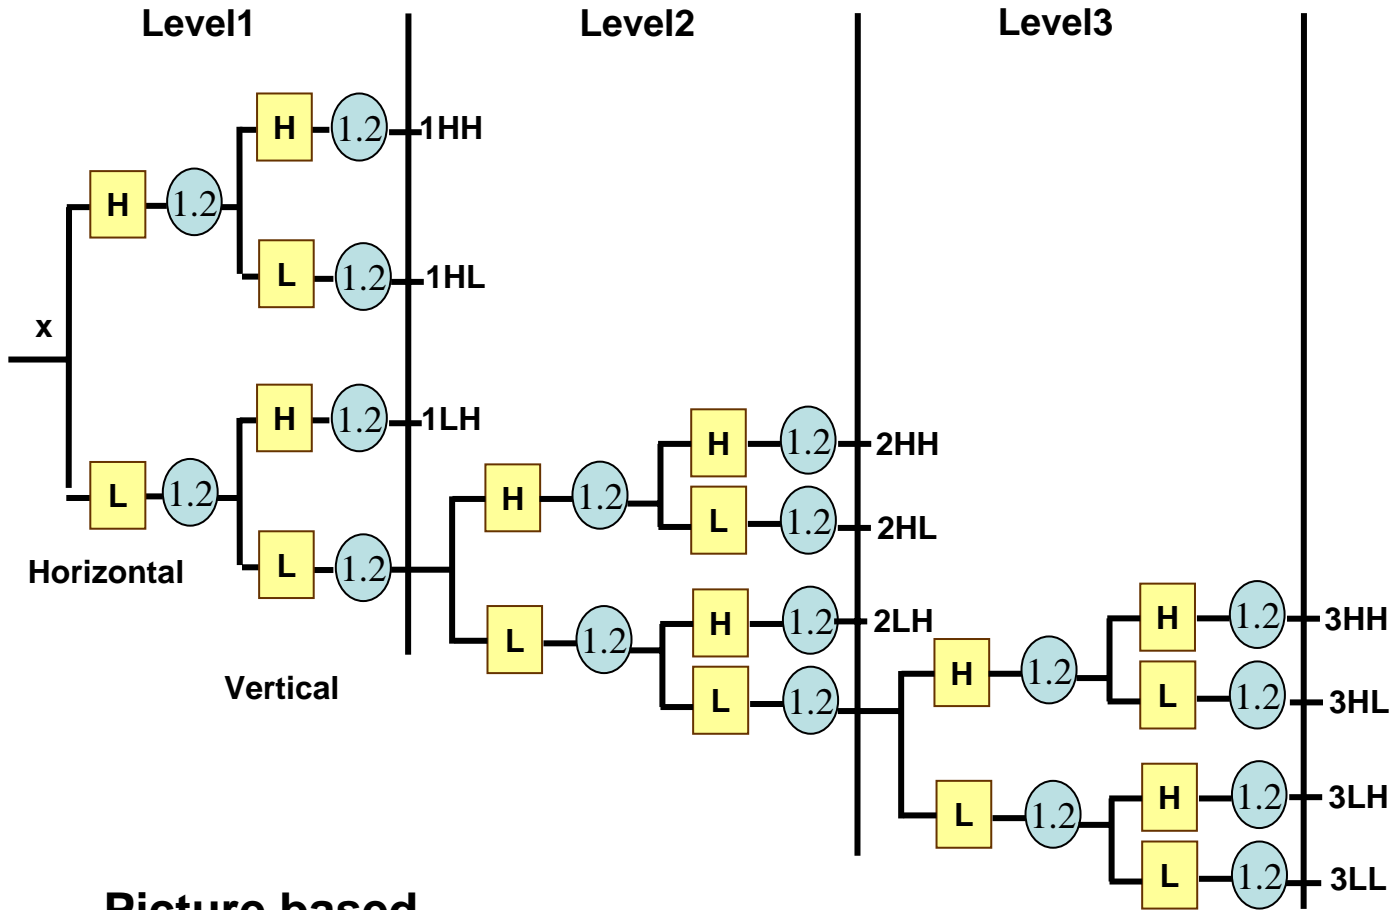 Level1 Level2 Level3
H 1.2 1HH
H 1.2
L 1.2 1HL
x
H 1.2 1LH
L 1.2
L 1.2
Horizontal
Vertical
H 1.2 2HH
H 1.2
L 1.2 2HL
H 1.2 2LH
L 1.2
L 1.2
H 1.2 3HH
H 1.2
L 1.2 3HL
H 1.2 3LH
L 1.2
L 1.2 3LL
Picture based